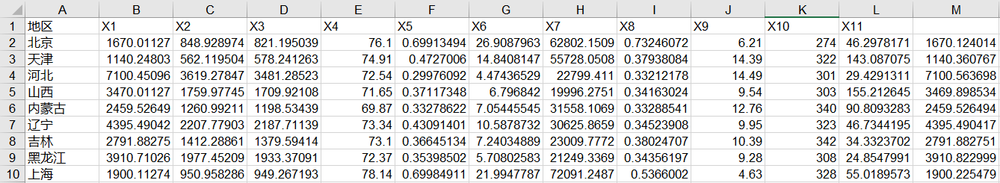 A B C D E F G H I J K L M
1 地区 X1 X2 X3 X4 X5 X6 X7 X8 X9 X10 X11
2 北京 1670.01127 848.928974 821.195039 76.1 0.69913494 26.9087963 62802.1509 0.73246072 6.21 274 46.2978171 1670.124014
3 天津 1140.24803 562.119504 578.241263 74.91 0.4727006 14.8408147 55728.0508 0.37938084 14.39 322 143.087075 1140.360767
4 河北 7100.45096 3619.27847 3481.28523 72.54 0.29976092 4.47436529 22799.411 0.33212178 14.49 301 29.4291311 7100.563698
5 山西 3470.01127 1759.97745 1709.92108 71.65 0.37117348 6.796842 19996.2751 0.34163024 9.54 303 155.212645 3469.898534
6 内蒙古 2459.52649 1260.99211 1198.53439 69.87 0.33278622 7.05445545 31558.1069 0.33288541 12.76 340 90.8093283 2459.526494
7 辽宁 4395.49042 2207.77903 2187.71139 73.34 0.43091401 10.5878732 30625.8659 0.34523908 9.95 323 46.7344195 4395.490417
8 吉林 2791.88275 1412.28861 1379.59414 73.1 0.36645134 7.24034889 23009.7772 0.38024707 10.39 342 34.3323702 2791.882751
9 黑龙江 3910.71026 1977.45209 1933.37091 72.37 0.35398502 5.70802583 21249.3369 0.34356197 9.28 308 24.8547991 3910.822999
10 上海 1900.11274 950.958286 949.267193 78.14 0.69984911 21.9947787 72091.2487 0.5366002 4.63 328 55.0189573 1900.225479